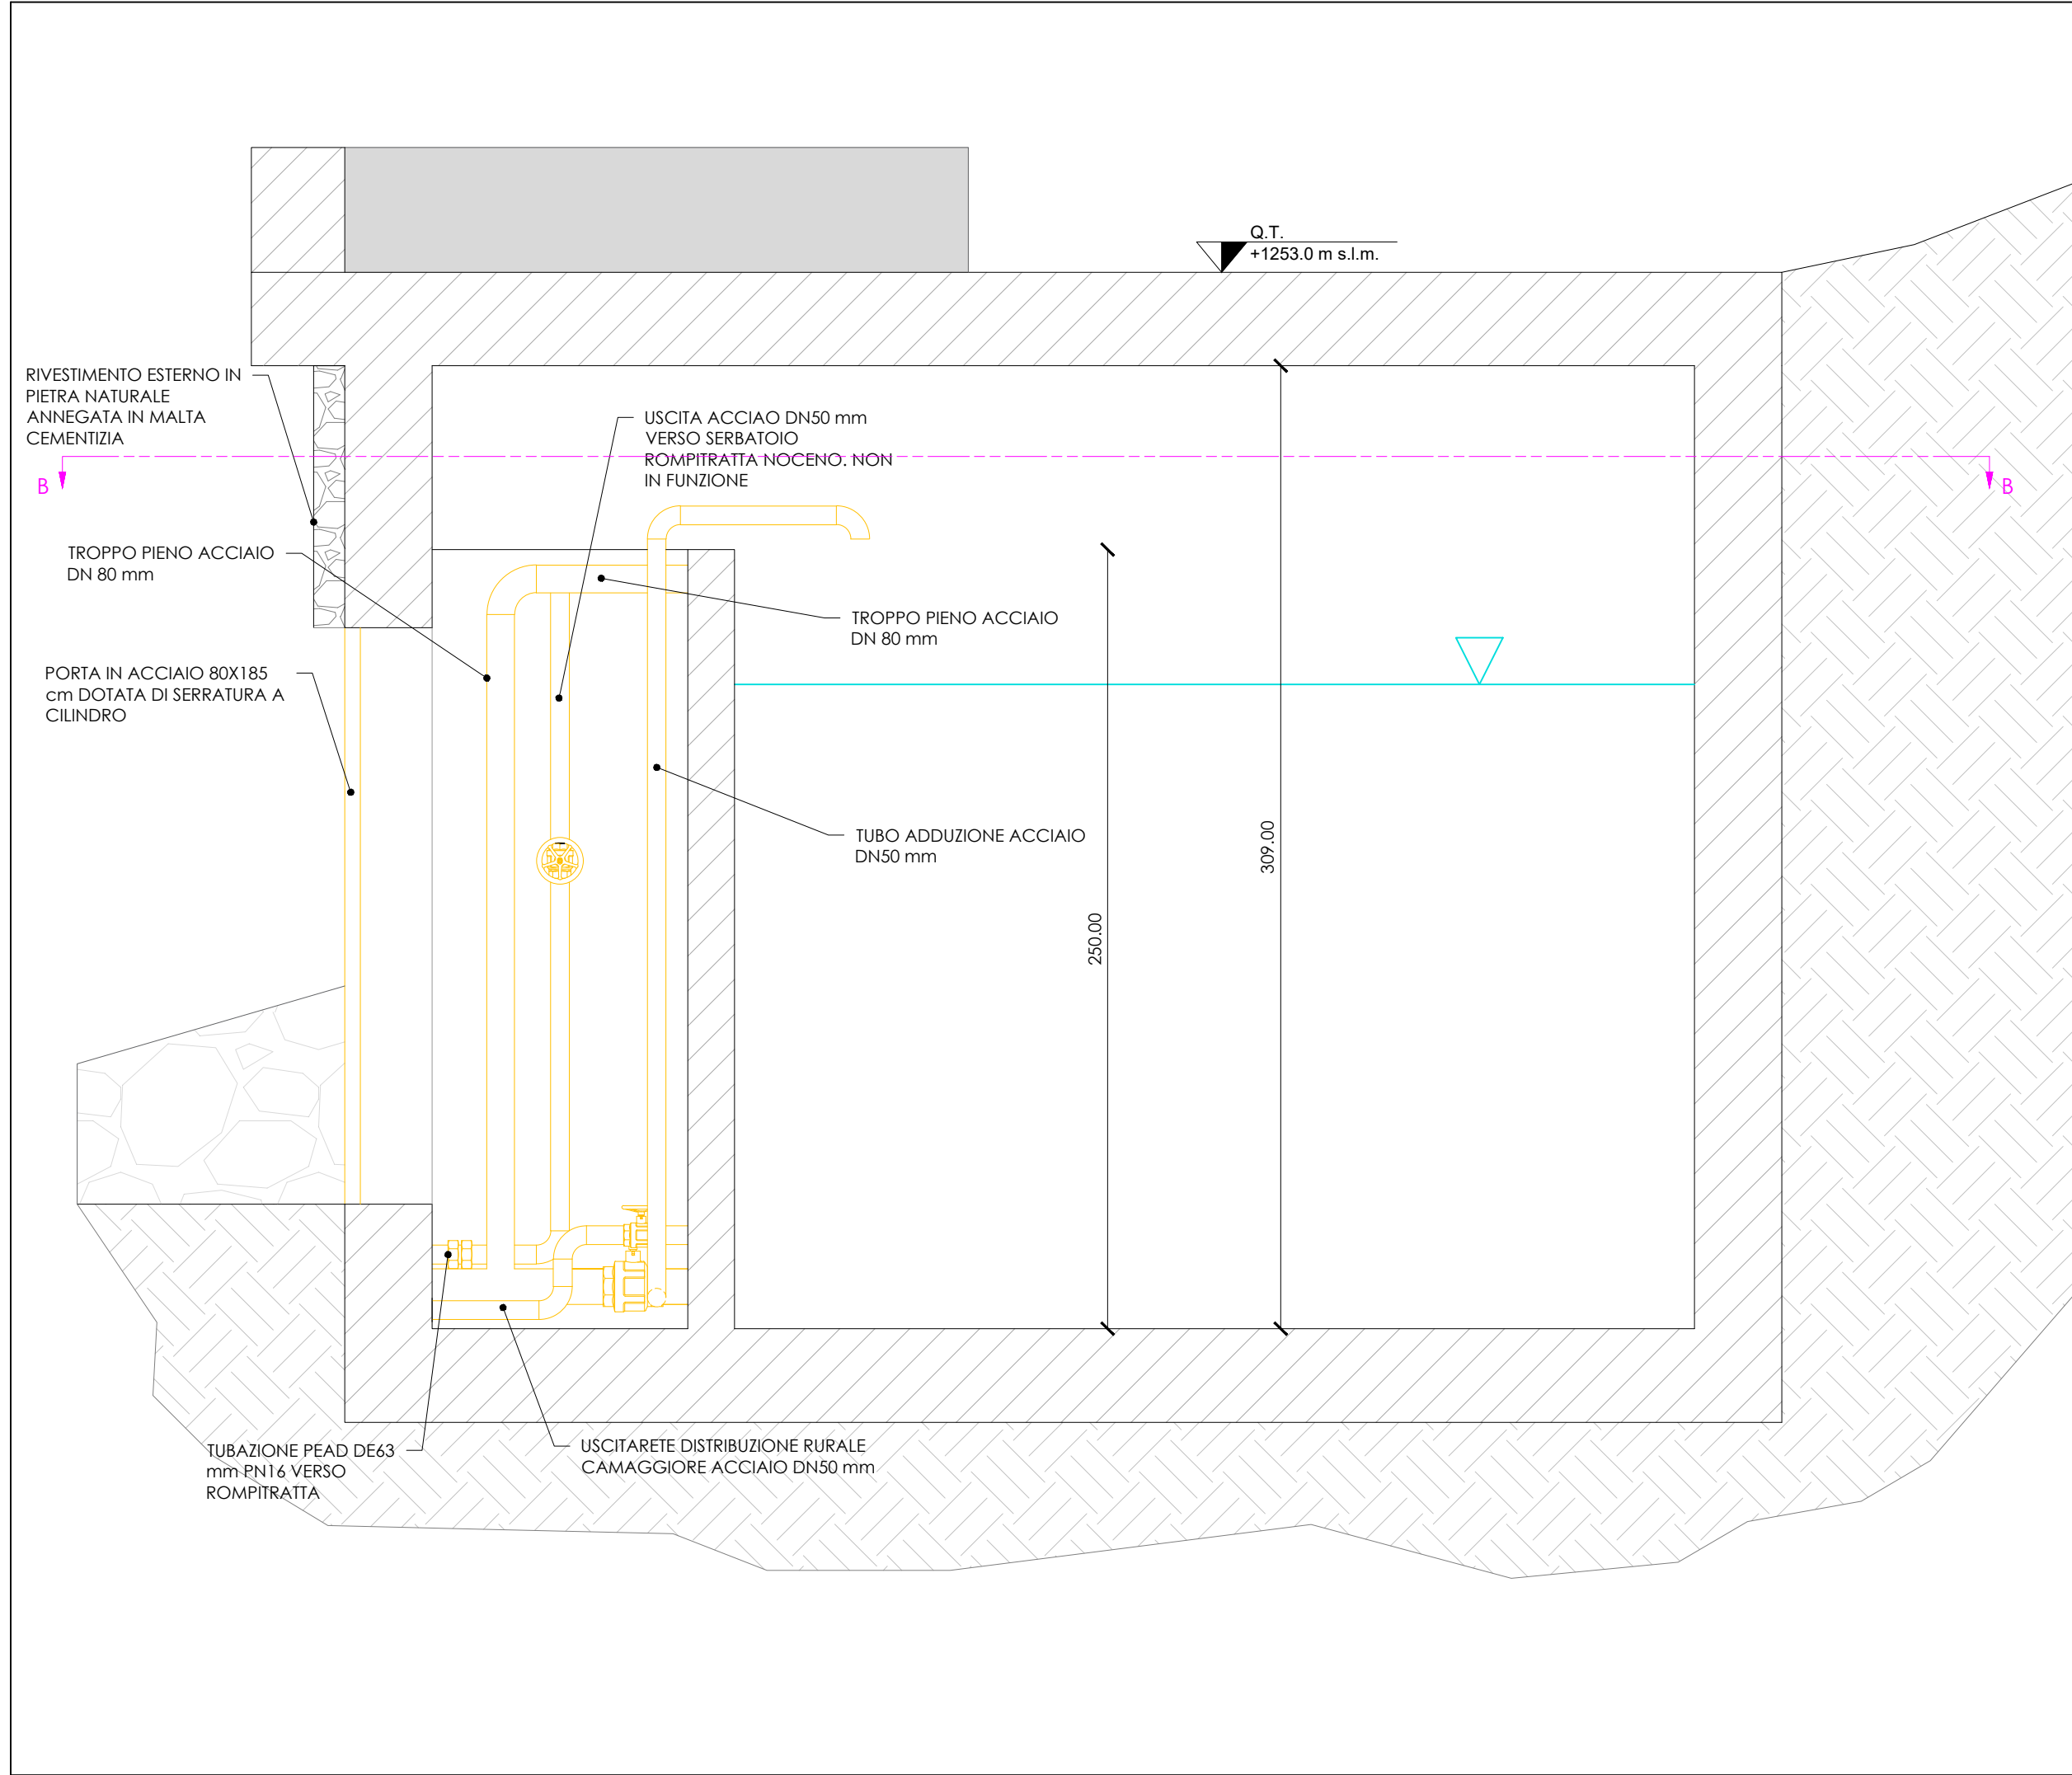 Q.T.
+1253.0 m s.l.m.
RIVESTIMENTO ESTERNO IN
PIETRA NATURALE
ANNEGATA IN MALTA
CEMENTIZIA
USCITA ACCIAO DN50 mm
VERSO SERBATOIO
ROMPITRATTA NOCENO. NON
IN FUNZIONE
B
B
TROPPO PIENO ACCIAIO
DN 80 mm
TROPPO PIENO ACCIAIO
DN 80 mm
PORTA IN ACCIAIO 80X185
cm DOTATA DI SERRATURA A
CILINDRO
TUBO ADDUZIONE ACCIAIO
DN50 mm
309.00
250.00
TUBAZIONE PEAD DE63
mm PN16 VERSO
ROMPITRATTA
USCITARETE DISTRIBUZIONE RURALE
CAMAGGIORE ACCIAIO DN50 mm